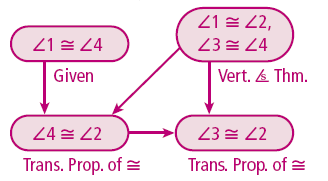 ∠1 ≅ ∠4
∠1 ≅ ∠2,
∠3 ≅ ∠4
Given
Vert. ∠s Thm.
∠4 ≅ ∠2
∠3 ≅ ∠2
Trans. Prop. of ≅
Trans. Prop. of ≅